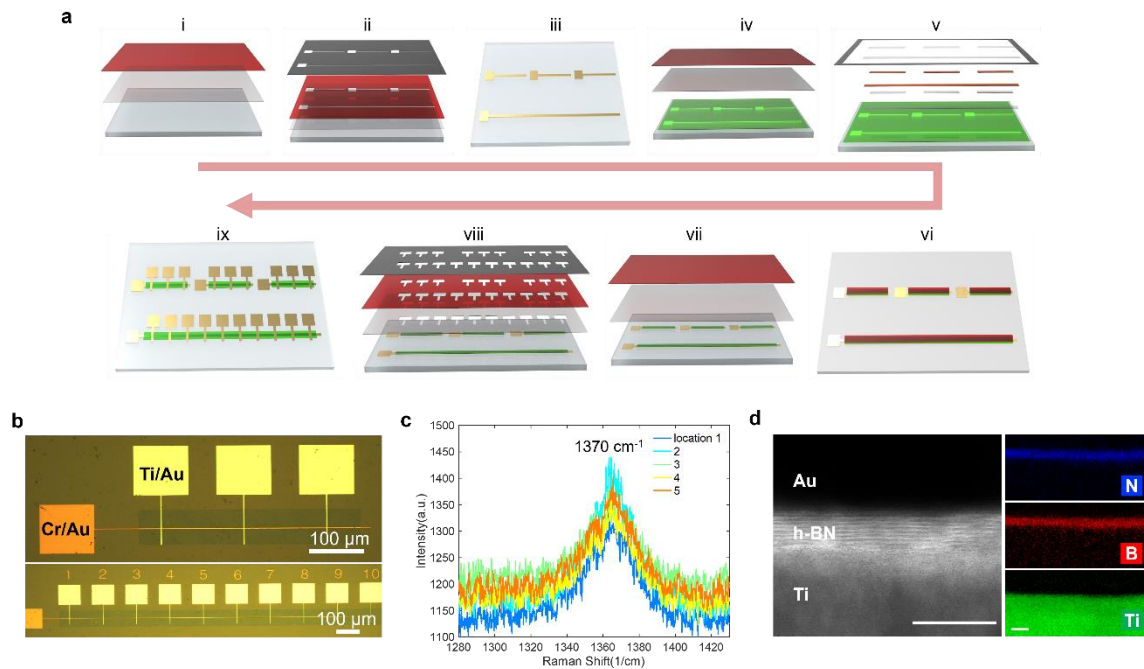 a
i
ii
iii
iv
v
ix
viii
vii
vi
b
Ti/Au
Cr/Au
100 μm
1 2 3 4 5 6 7 8 9 10
100 μm
c
1500
1450
1400
1350
1300
1250
1200
1150
1100
Intensity(a.u.)
1370 cm-1
location 1
2
3
4
5
1280 1300 1320 1340 1360 1380 1400 1420
Raman Shift(1/cm)
d
Au
h-BN
Ti
N
B
Ti